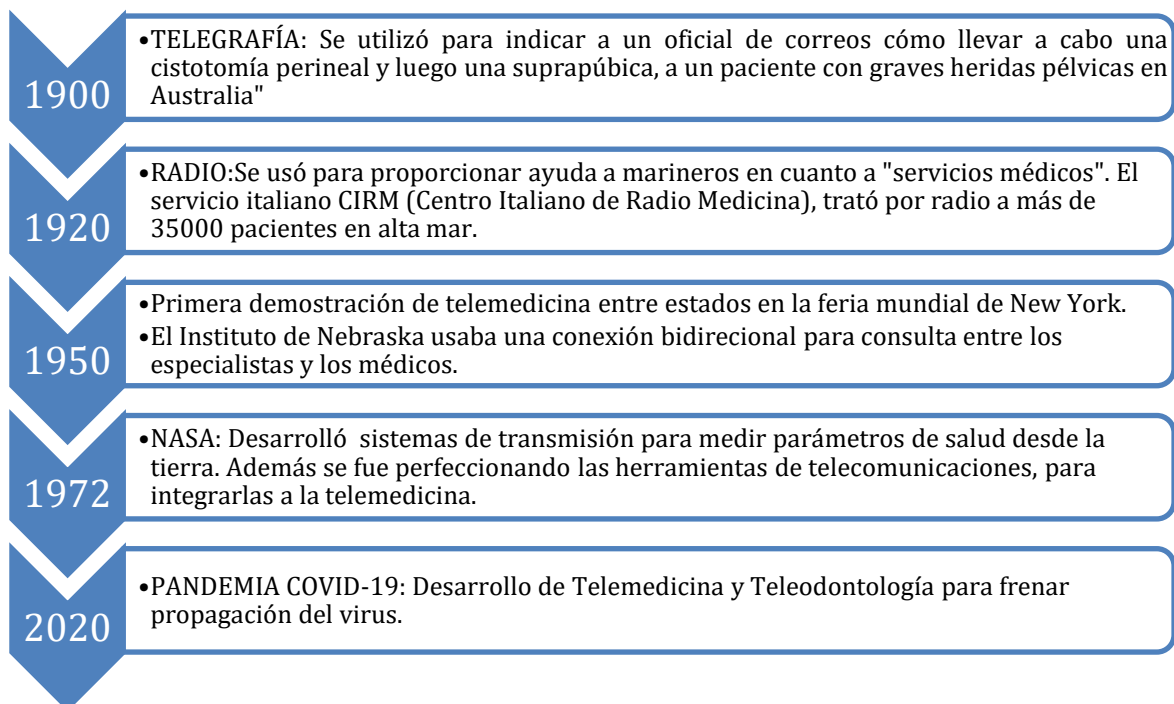 1900
•TELEGRAFÍA: Se utilizó para indicar a un oficial de correos cómo llevar a cabo una
cistotomía perineal y luego una suprapúbica, a un paciente con graves heridas pélvicas en
Australia"
1920
•RADIO:Se usó para proporcionar ayuda a marineros en cuanto a "servicios médicos". El
servicio italiano CIRM (Centro Italiano de Radio Medicina), trató por radio a más de
35000 pacientes en alta mar.
1950
•Primera demostración de telemedicina entre estados en la feria mundial de New York.
•El Instituto de Nebraska usaba una conexión bidirecional para consulta entre los
especialistas y los médicos.
1972
•NASA: Desarrolló sistemas de transmisión para medir parámetros de salud desde la
tierra. Además se fue perfeccionando las herramientas de telecomunicaciones, para
integrarlas a la telemedicina.
2020
•PANDEMIA COVID-19: Desarrollo de Telemedicina y Teleodontología para frenar
propagación del virus.